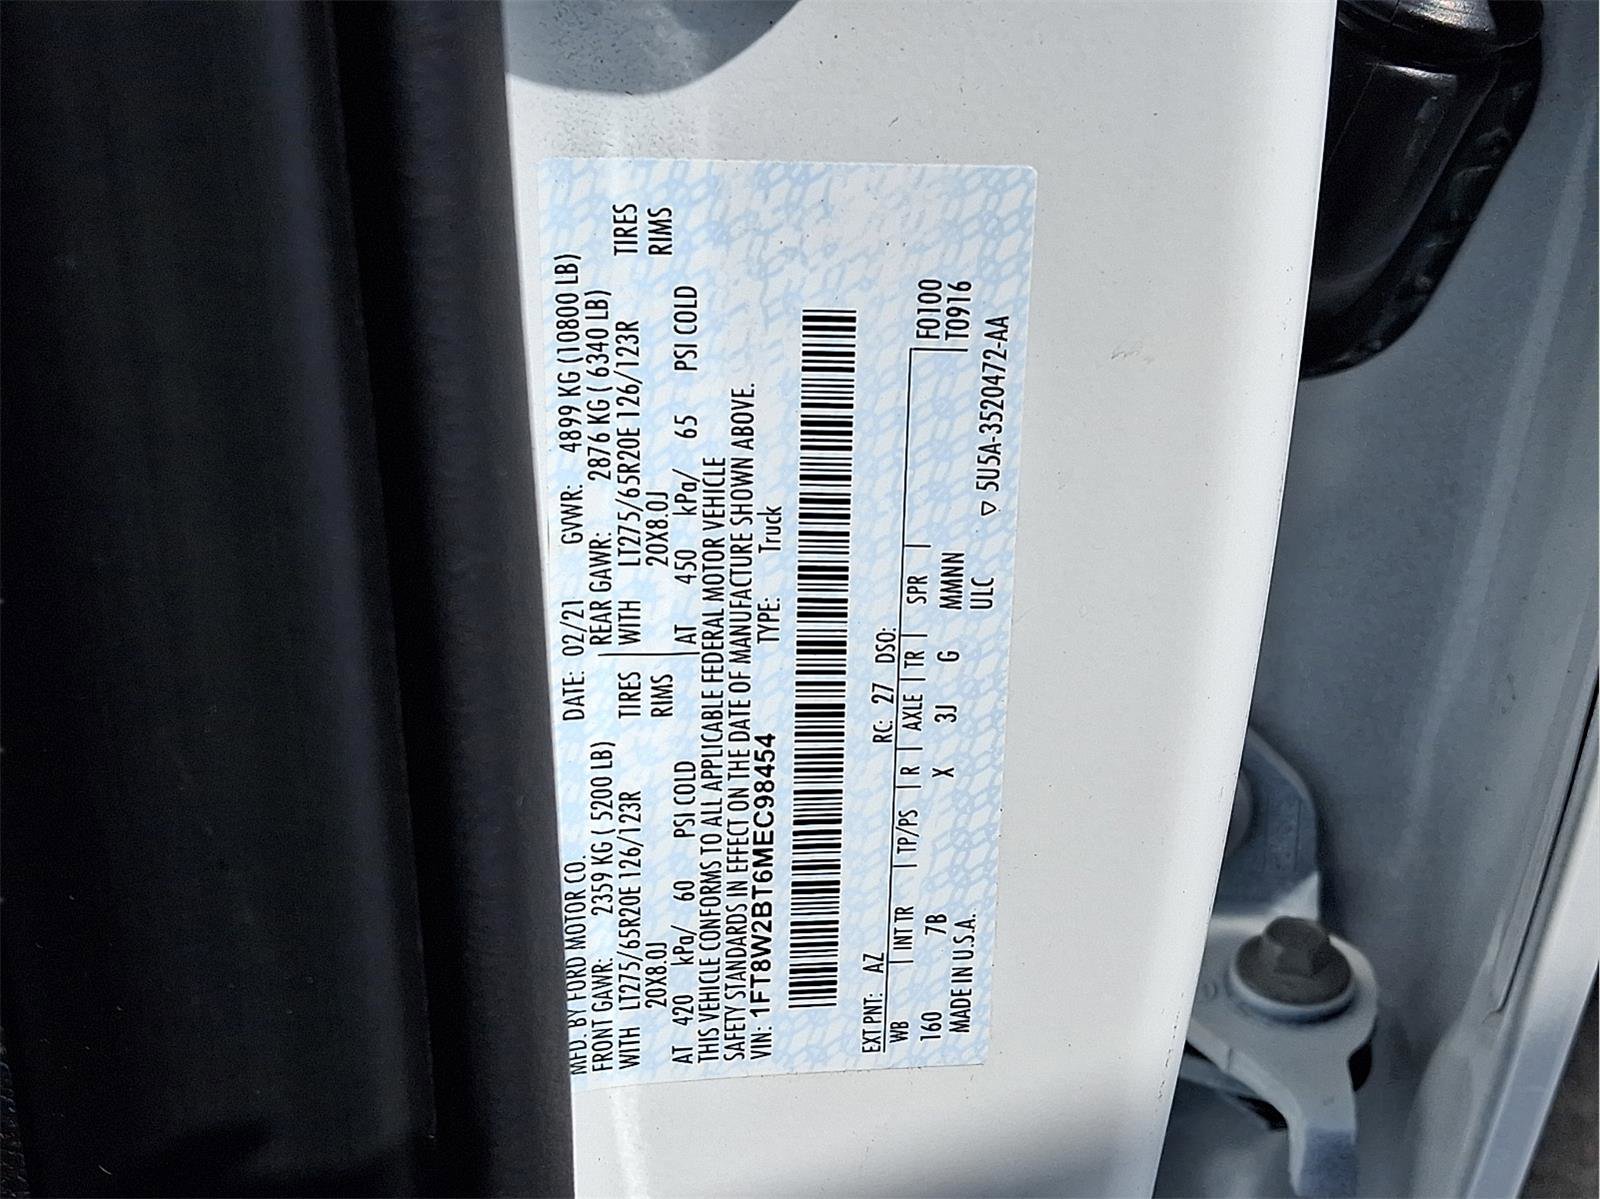 MFD. BY FORD MOTOR CO. DATE: 02/21 GVWR: 4899 KG (10800 LB)
FRONT GAWR: 2359 KG ( 5200 LB) REAR GAWR: 2876 KG ( 6340 LB)
WITH LT275/65R20E 126/123R TIRES WITH LT275/65R20E 126/123R TIRES
20X8.0J RIMS 20X8.0J RIMS
AT 420 kPa/ 60 PSI COLD AT 450 kPa/ 65 PSI COLD
THIS VEHICLE CONFORMS TO ALL APPLICABLE FEDERAL MOTOR VEHICLE
SAFETY STANDARDS IN EFFECT ON THE DATE OF MANUFACTURE SHOWN ABOVE.
VIN: 1FT8W2BT6MEC98454 TYPE: Truck
EXT PNT: AZ RC: 27 DSO:
WB | INT TR | TP/PS | R | AXLE | TR | SPR | F0100
160 7B X 3J G MMNN T0916
MADE IN U.S.A. ULC ▽ 5U5A-3520472-AA